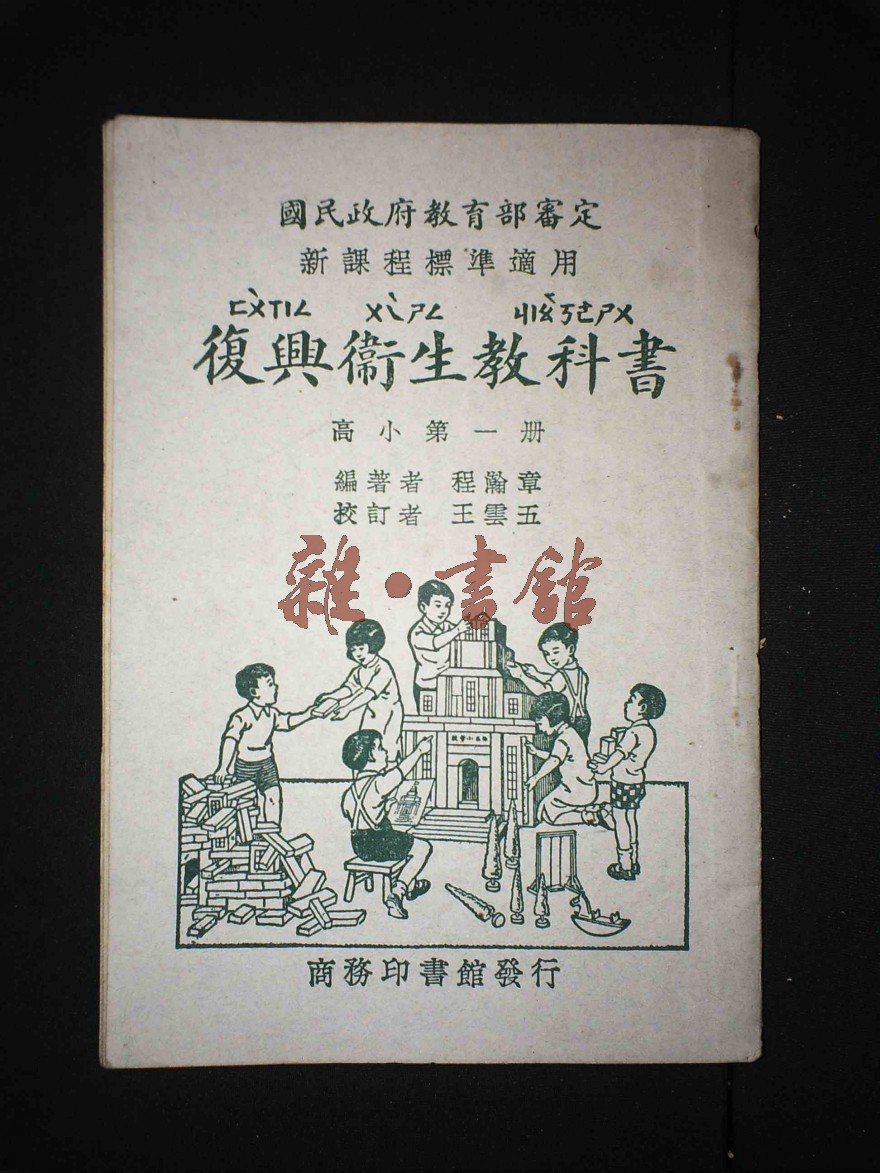 國民政府教育部審定
新課程標準適用
ㄈㄨˋㄒㄧㄥ ㄨㄟˋㄕㄥ ㄐㄧㄠˋㄎㄜㄕㄨ
復興衞生教科書
高小第一册
編著者 程瀚章
校訂者 王雲五
雜·書館
商務印書館發行